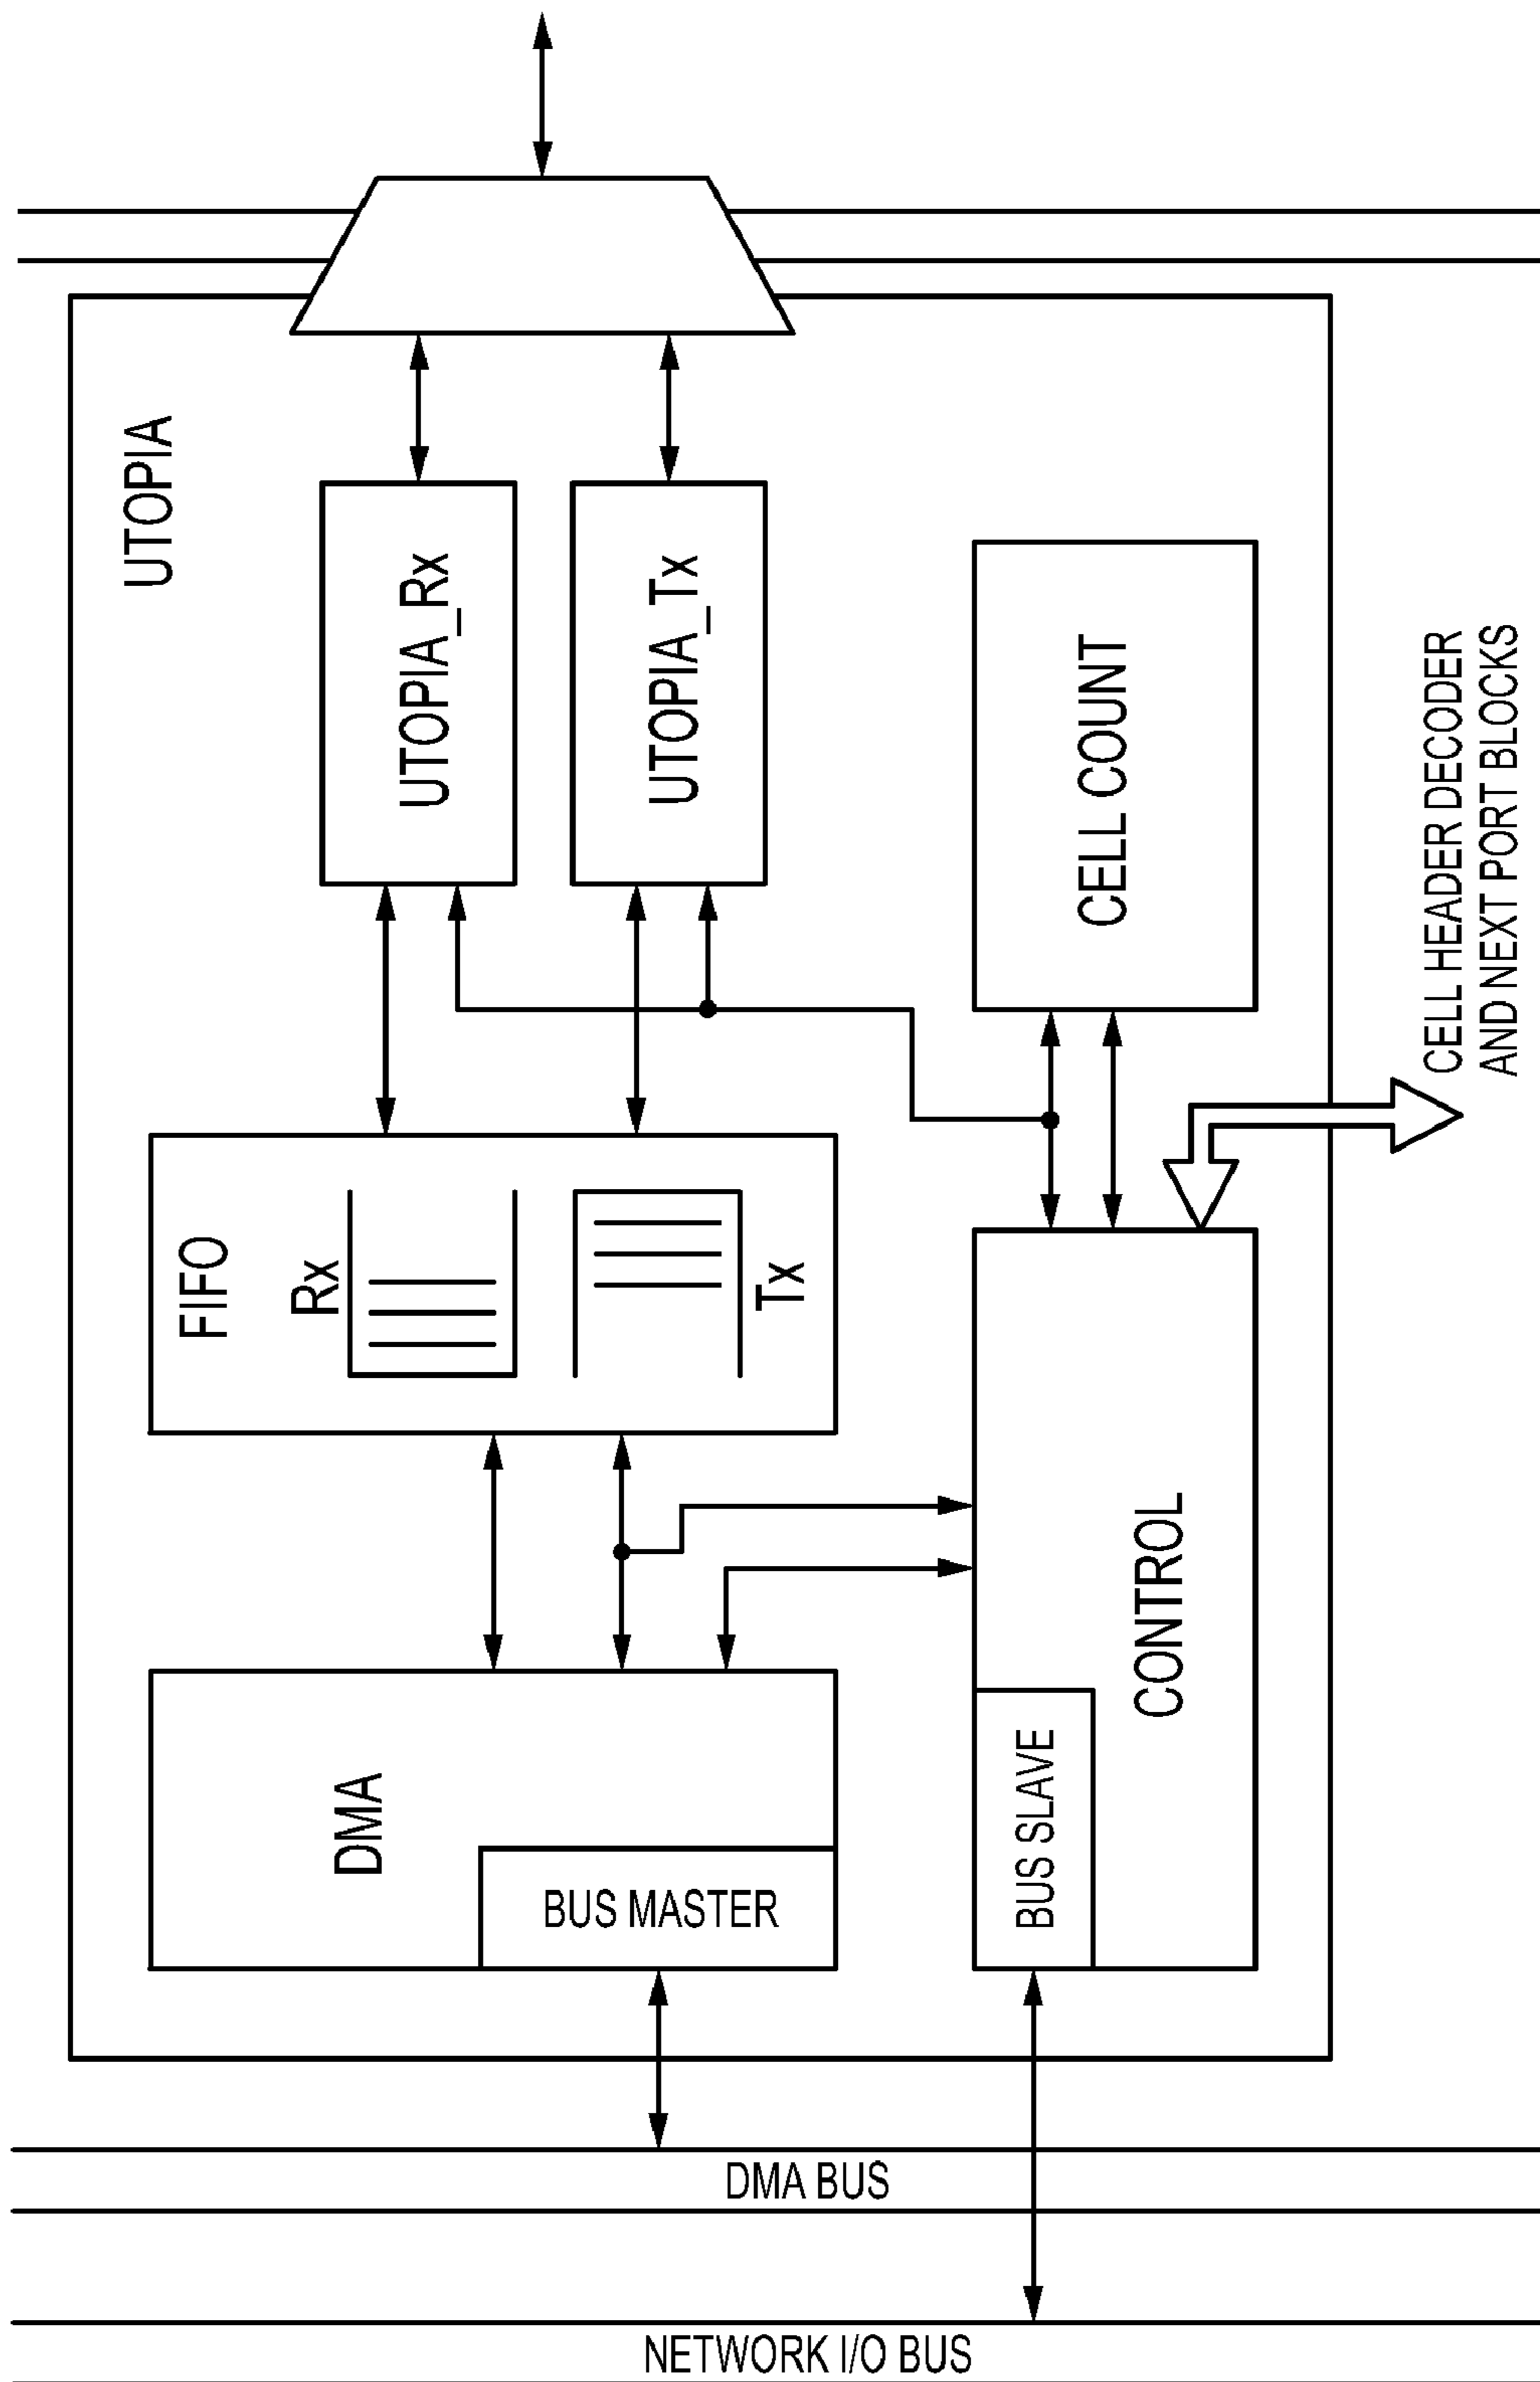 UTOPIA
UTOPIA_Rx
UTOPIA_Tx
CELL COUNT
CELL HEADER DECODER
AND NEXT PORT BLOCKS
FIFO
Rx
Tx
DMA
BUS MASTER
CONTROL
BUS SLAVE
DMA BUS
NETWORK I/O BUS